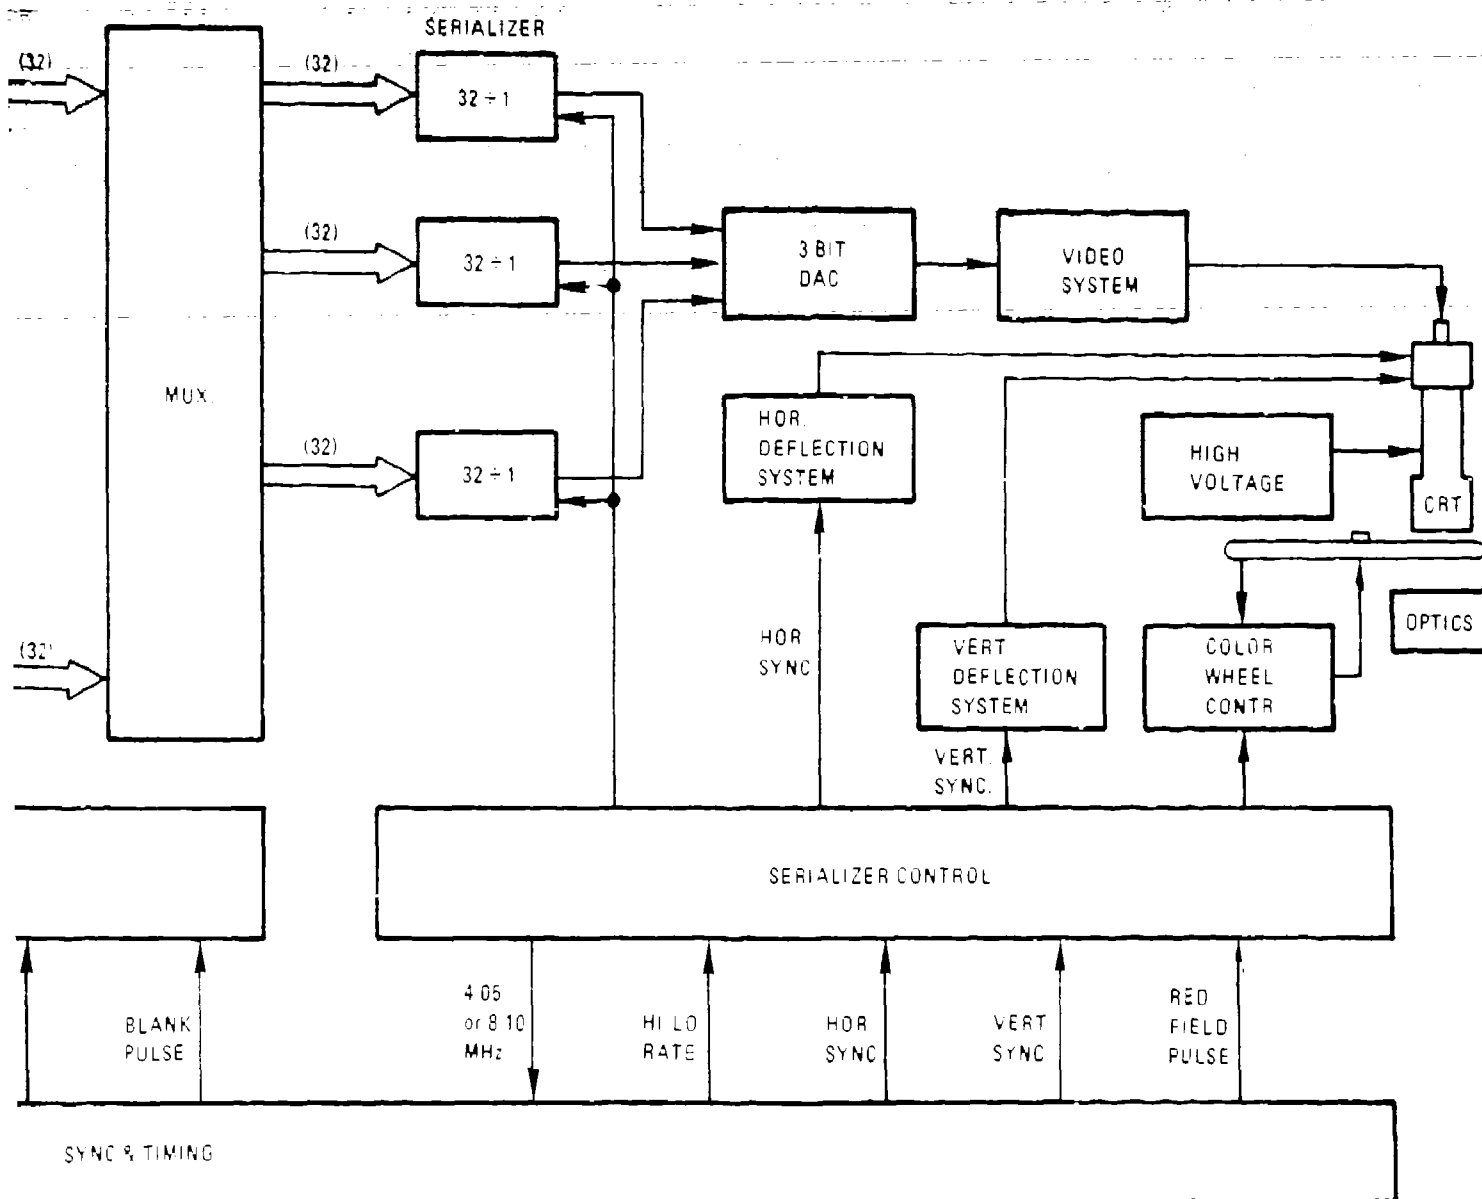 SERIALIZER
(32)
(32)
32 ÷ 1
(32)
32 ÷ 1
3 BIT
DAC
VIDEO
SYSTEM
MUX.
(32)
32 ÷ 1
HOR.
DEFLECTION
SYSTEM
HIGH
VOLTAGE
CRT
(32)
HOR
SYNC
VERT
DEFLECTION
SYSTEM
COLOR
WHEEL
CONTR
OPTICS
VERT.
SYNC.
SERIALIZER CONTROL
BLANK
PULSE
4.05
or 8.10
MHz
HI LO
RATE
HOR
SYNC
VERT
SYNC
RED
FIELD
PULSE
SYNC & TIMING